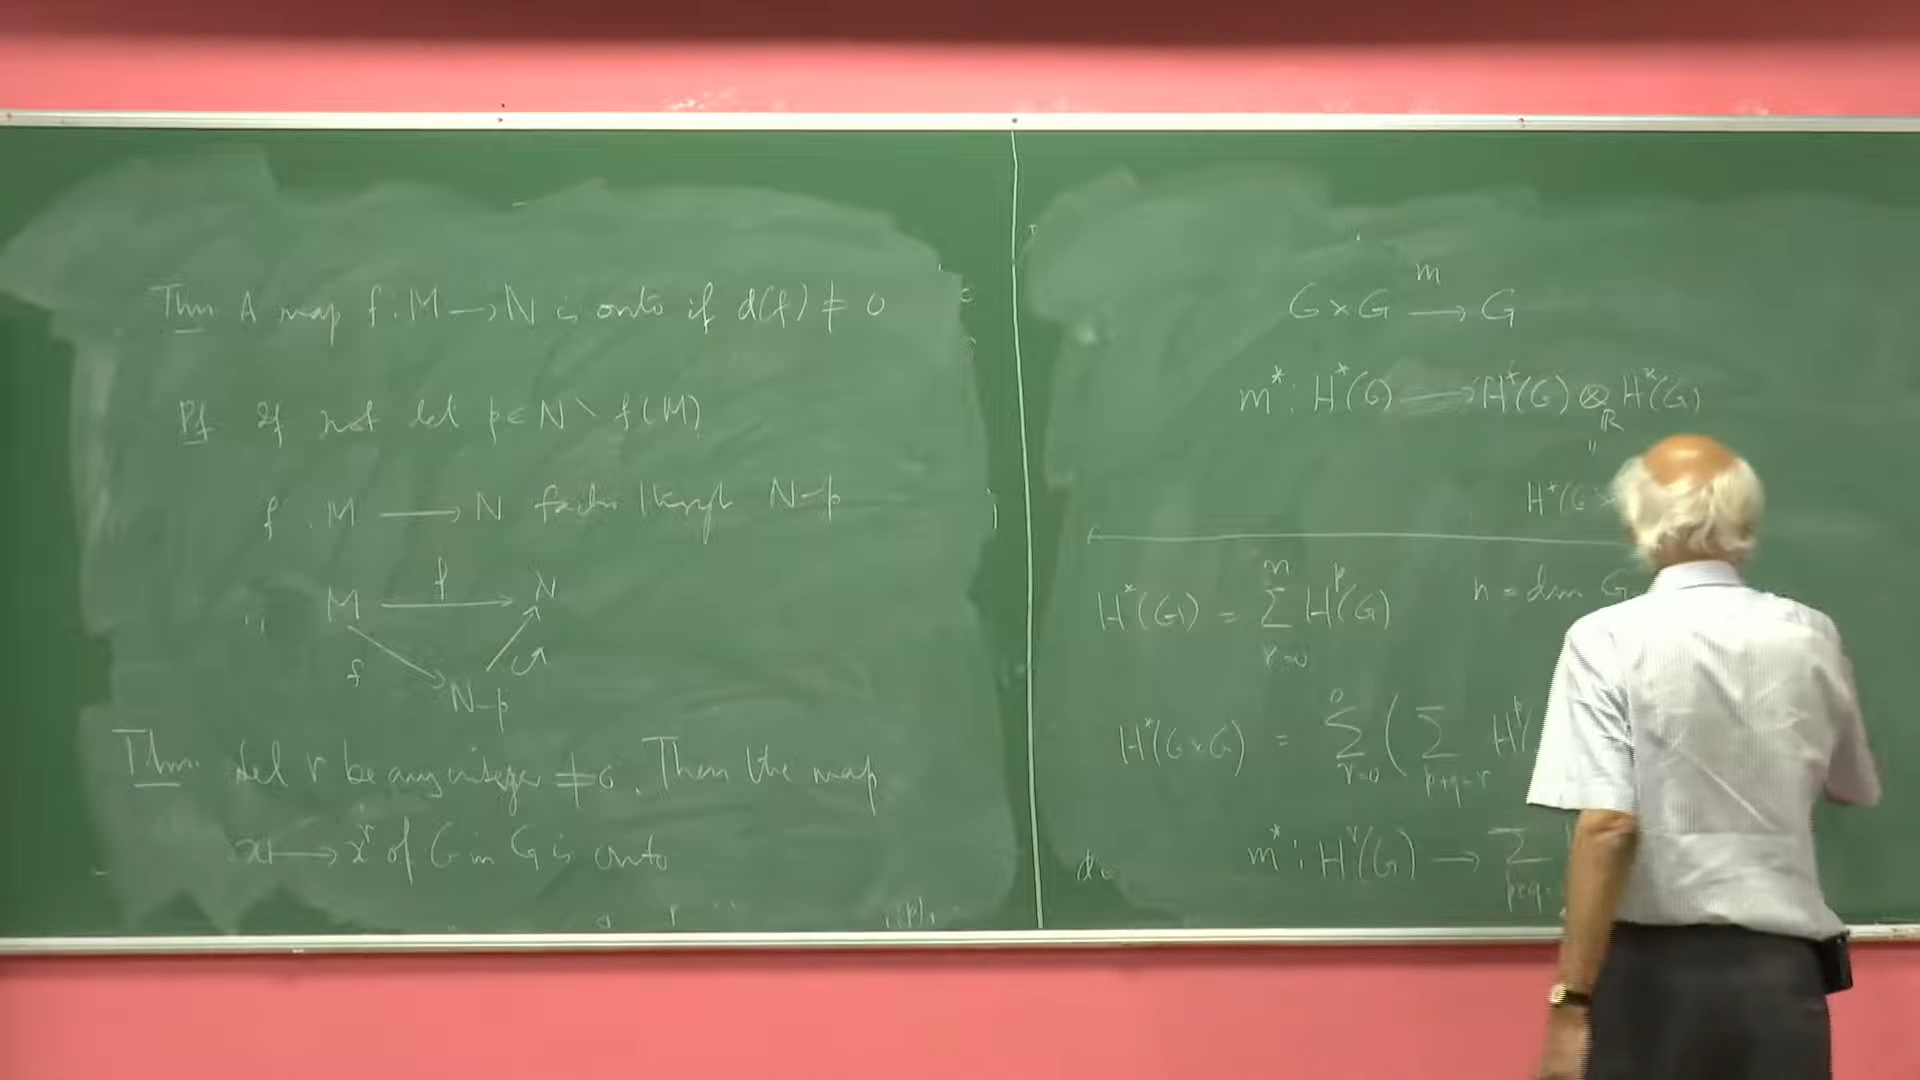 Thm. A map f : M → N is onto if d(f) ≠ 0
Pf If not let p ∈ N \ f(M)
f : M → N factors through N-p
M f N
f
N-p
Thm. Let r be any integer ≠ 0. Then the map
x ↦ x^r of G in G is onto
G × G →^m G
m^* : H^*(G) → H^*(G) ⊗_R H^*(G)
"
H^*(G ×
H^*(G) = Σ_{r=0}^n H^p(G) n = dim G
H^*(G×G) = Σ_{r=0} ( Σ_{p+q=r} H^p
m^* : H^r(G) → Σ_{p+q=